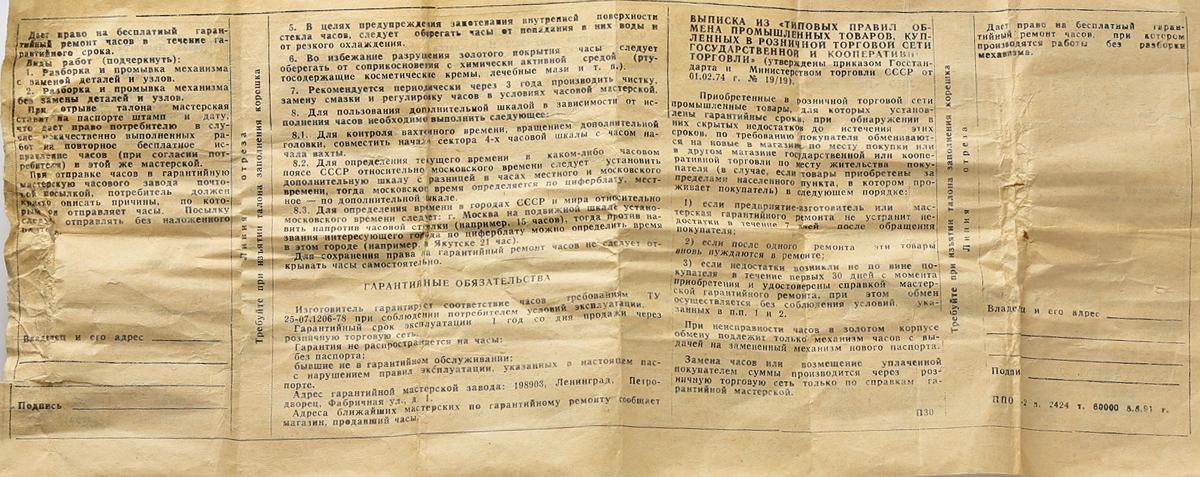 Дает право на бесплатный гаран-
тийный ремонт часов в течение га-
рантийного срока.
Виды работ (подчеркнуть):
1. Разборка и промывка механизма
с заменой деталей и узлов.
2. Разборка и промывка механизма
без замены деталей и узлов.
При отрыве талона мастерская
ставит на паспорте штамп и дату,
что дает право потребителю в слу-
чае некачественно выполненных ра-
бот на повторное бесплатное ис-
правление часов (при согласии пот-
ребителя) в этой же мастерской.
При отправке часов в гарантийную
мастерскую часового завода почто-
вой посылкой, потребитель должен
кратко описать причины, по кото-
рым он отправляет часы. Посылку
следует отправлять без наложенного
Владелец и его адрес
Подпись
Линия отреза
Требуйте при изъятии талона заполнения корешка
5. В целях предупреждения запотевания внутренней поверхности
стекла часов, следует оберегать часы от попадания в них воды и
от резкого охлаждения.
6. Во избежание разрушения золотого покрытия часы следует
оберегать от соприкосновения с химически активной средой (рту-
тосодержащие косметические кремы, лечебные мази и т. п.).
7. Рекомендуется периодически через 3 года производить чистку,
замену смазки и регулировку часов в условиях часовой мастерской.
8. Для пользования дополнительной шкалой в зависимости от ис-
полнения часов необходимо выполнить следующее:
8.1. Для контроля вахтенного времени, вращением дополнительной
головки, совместить начало сектора 4-х часовой шкалы с часом на-
чала вахты.
8.2. Для определения текущего времени в каком-либо часовом
поясе СССР относительно московского времени следует установить
дополнительную шкалу с разницей в часах местного и московского
времени, тогда московское время определяется по циферблату, мест-
ное — по дополнительной шкале.
8.3. Для определения времени в городах СССР и мира относительно
московского времени следует: г. Москва на подвижной шкале устано-
вить напротив часовой стрелки (например, 15 часов), тогда против на-
звания интересующего города по циферблату можно определить время
в этом городе (например, в Якутске 21 час).
Для сохранения права на гарантийный ремонт часов не следует от-
крывать часы самостоятельно.
ГАРАНТИЙНЫЕ ОБЯЗАТЕЛЬСТВА
Изготовитель гарантирует соответствие часов требованиям ТУ
25-07.1206-78 при соблюдении потребителем условий эксплуатации.
Гарантийный срок эксплуатации 1 год со дня продажи через
розничную торговую сеть.
Гарантия не распространяется на часы:
без паспорта;
бывшие не в гарантийном обслуживании;
с нарушением правил эксплуатации, указанных в настоящем пас-
порте.
Адрес гарантийной мастерской завода: 198903, Ленинград, Петро-
дворец, Фабричная ул., д. 1.
Адреса ближайших мастерских по гарантийному ремонту сообщает
магазин, продавший часы.
ВЫПИСКА ИЗ «ТИПОВЫХ ПРАВИЛ ОБ-
МЕНА ПРОМЫШЛЕННЫХ ТОВАРОВ, КУП-
ЛЕННЫХ В РОЗНИЧНОЙ ТОРГОВОЙ СЕТИ
ГОСУДАРСТВЕННОЙ И КООПЕРАТИВНОЙ
ТОРГОВЛИ» (утверждены приказом Госстан-
дарта и Министерством торговли СССР от
01.02.74 г. № 19/19).
Приобретенные в розничной торговой сети
промышленные товары, для которых установ-
лены гарантийные сроки, при обнаружении в
них скрытых недостатков до истечения этих
сроков, по требованию покупателя обменивают-
ся на новые в магазине по месту покупки или
в другом магазине государственной или коопе-
ративной торговли по месту жительства поку-
пателя (в случае, если товары приобретены за
пределами населенного пункта, в котором про-
живает покупатель) в следующем порядке:
1) если предприятие-изготовитель или мас-
терская гарантийного ремонта не устранит не-
достатки в течение 7 дней после обращения
покупателя;
2) если после одного ремонта эти товары
вновь нуждаются в ремонте;
3) если недостатки возникли не по вине по-
купателя в течение первых 30 дней с момента
приобретения и удостоверены справкой мастер-
ской гарантийного ремонта, при этом обмен
осуществляется без соблюдения условий, ука-
занных в п.п. 1 и 2.
При неисправности часов в золотом корпусе
обмену подлежит только механизм часов с вы-
дачей на замененный механизм нового паспорта.
Замена часов или возмещение уплаченной
покупателем суммы производится через роз-
ничную торговую сеть только по справкам га-
рантийной мастерской.
П30
Требуйте при изъятии талона заполнения корешка
Линия отреза
Дает право на бесплатный гаран-
тийный ремонт часов, при котором
производятся работы без разборки
механизма.
Владелец и его адрес
Подпи
ППО -2 з. 2424 т. 60000 8.8.91 г.